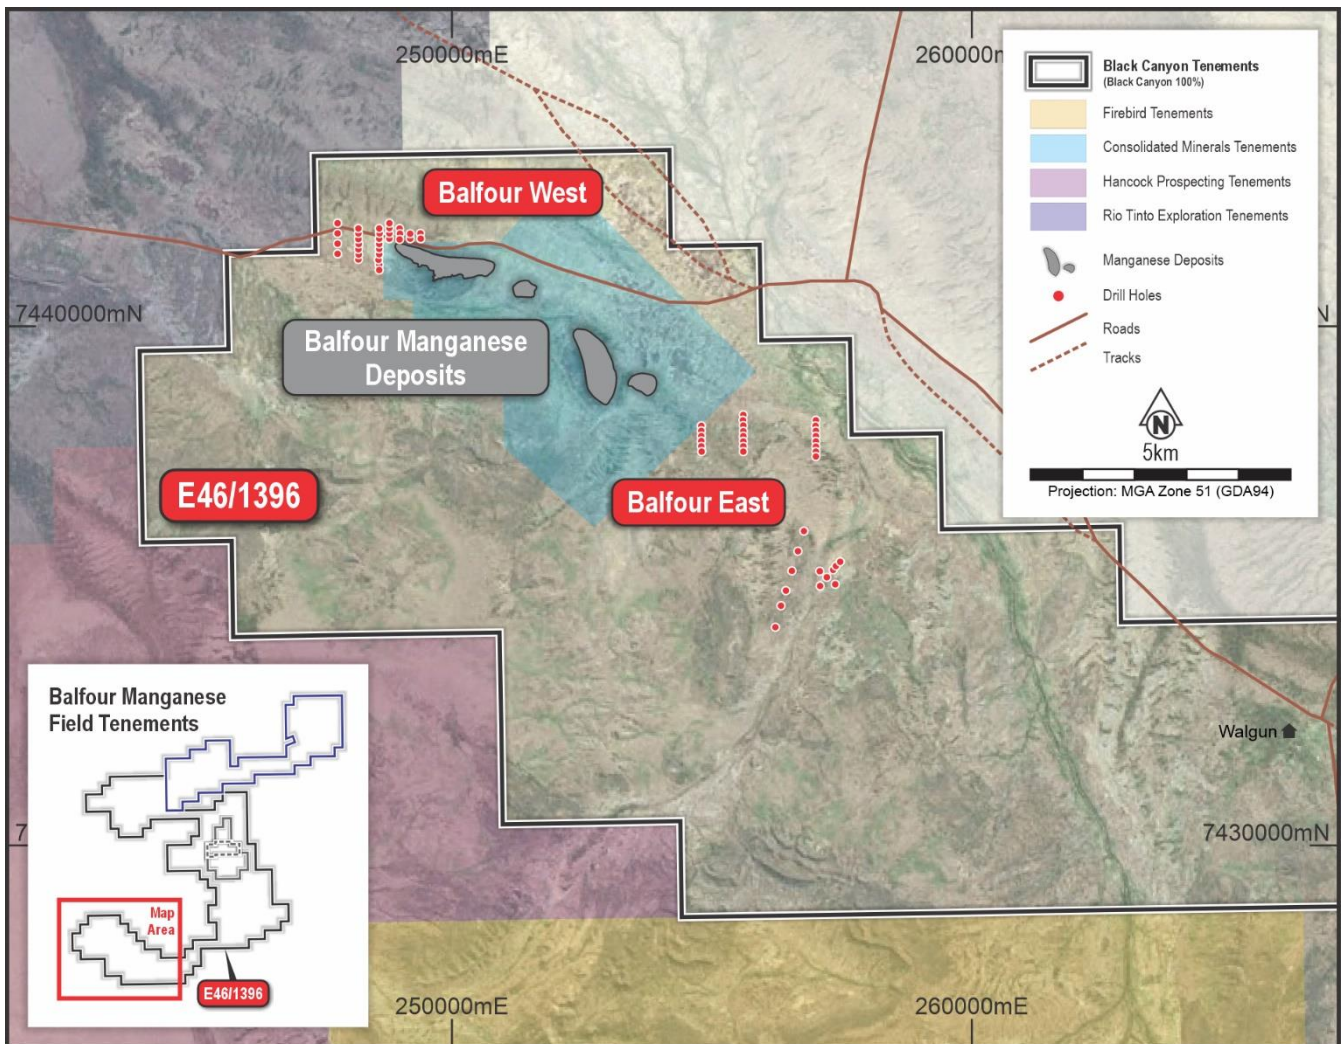 250000mE
260000m
Black Canyon Tenements
(Black Canyon 100%)
Firebird Tenements
Consolidated Minerals Tenements
Hancock Prospecting Tenements
Rio Tinto Exploration Tenements
Manganese Deposits
Drill Holes
Roads
Tracks
N
5km
Projection: MGA Zone 51 (GDA94)
Balfour West
7440000mN
N
Balfour Manganese
Deposits
E46/1396
Balfour East
Walgun
7
7430000mN
Balfour Manganese
Field Tenements
Map
Area
E46/1396
250000mE
260000mE